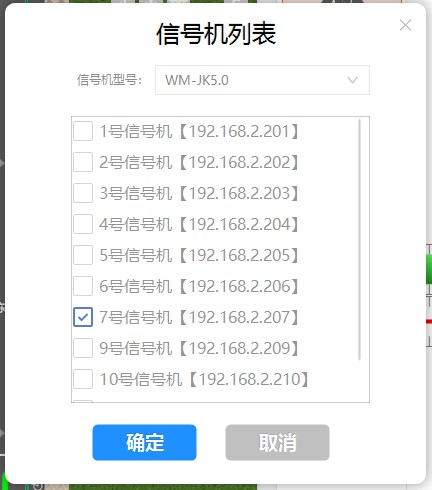 信号机列表
信号机型号： WM-JK5.0
1号信号机【192.168.2.201】
2号信号机【192.168.2.202】
3号信号机【192.168.2.203】
4号信号机【192.168.2.204】
5号信号机【192.168.2.205】
6号信号机【192.168.2.206】
7号信号机【192.168.2.207】
9号信号机【192.168.2.209】
10号信号机【192.168.2.210】
确定 取消